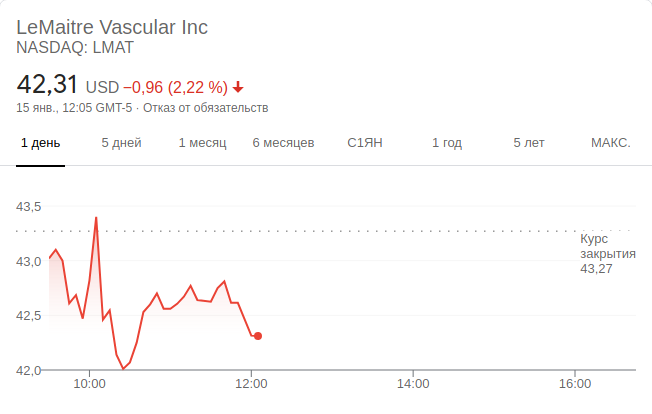 LeMaitre Vascular Inc
NASDAQ: LMAT
42,31 USD −0,96 (2,22 %)
15 янв., 12:05 GMT-5 · Отказ от обязательств
1 день 5 дней 1 месяц 6 месяцев С1ЯН 1 год 5 лет МАКС.
43,5
Курс
закрытия
43,27
43,0
42,5
42,0
10:00 12:00 14:00 16:00